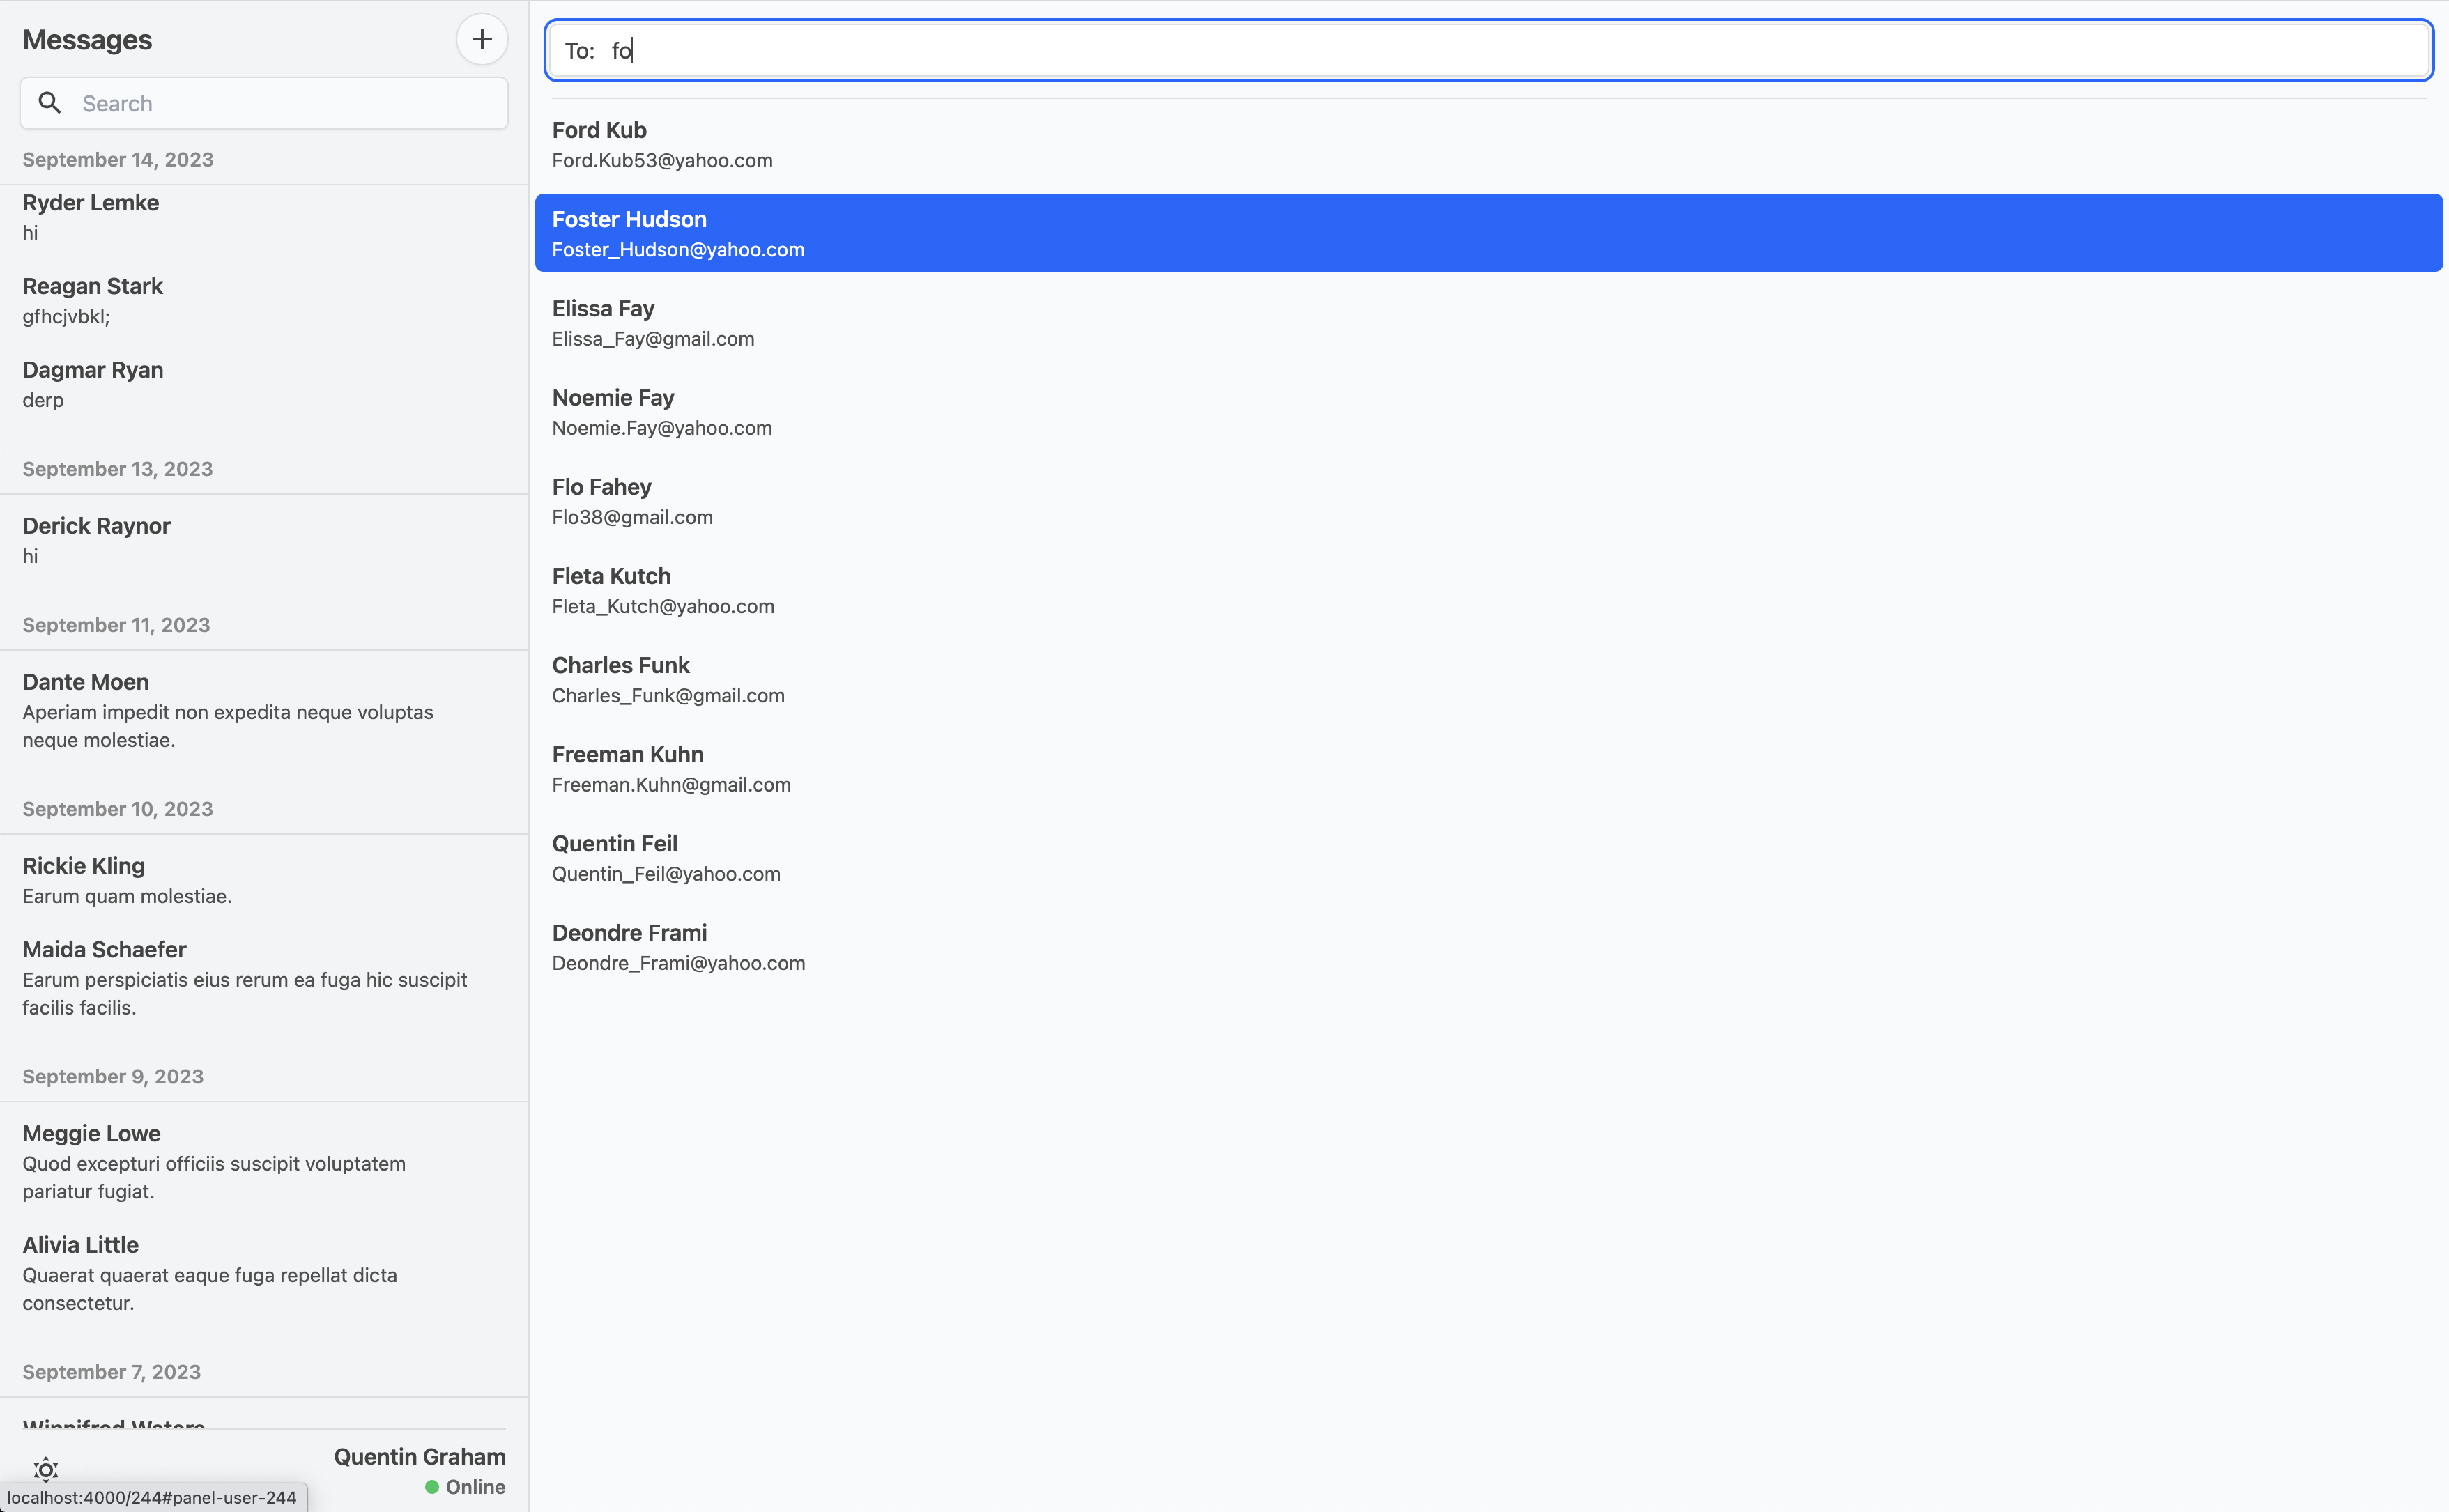 Messages
Search
September 14, 2023
Ryder Lemke
hi
Reagan Stark
gfhcjvbkl;
Dagmar Ryan
derp
September 13, 2023
Derick Raynor
hi
September 11, 2023
Dante Moen
Aperiam impedit non expedita neque voluptas
neque molestiae.
September 10, 2023
Rickie Kling
Earum quam molestiae.
Maida Schaefer
Earum perspiciatis eius rerum ea fuga hic suscipit
facilis facilis.
September 9, 2023
Meggie Lowe
Quod excepturi officiis suscipit voluptatem
pariatur fugiat.
Alivia Little
Quaerat quaerat eaque fuga repellat dicta
consectetur.
September 7, 2023
Winnifred Waters
Quentin Graham
Online
localhost:4000/244#panel-user-244
To: fo
Ford Kub
Ford.Kub53@yahoo.com
Foster Hudson
Foster_Hudson@yahoo.com
Elissa Fay
Elissa_Fay@gmail.com
Noemie Fay
Noemie.Fay@yahoo.com
Flo Fahey
Flo38@gmail.com
Fleta Kutch
Fleta_Kutch@yahoo.com
Charles Funk
Charles_Funk@gmail.com
Freeman Kuhn
Freeman.Kuhn@gmail.com
Quentin Feil
Quentin_Feil@yahoo.com
Deondre Frami
Deondre_Frami@yahoo.com